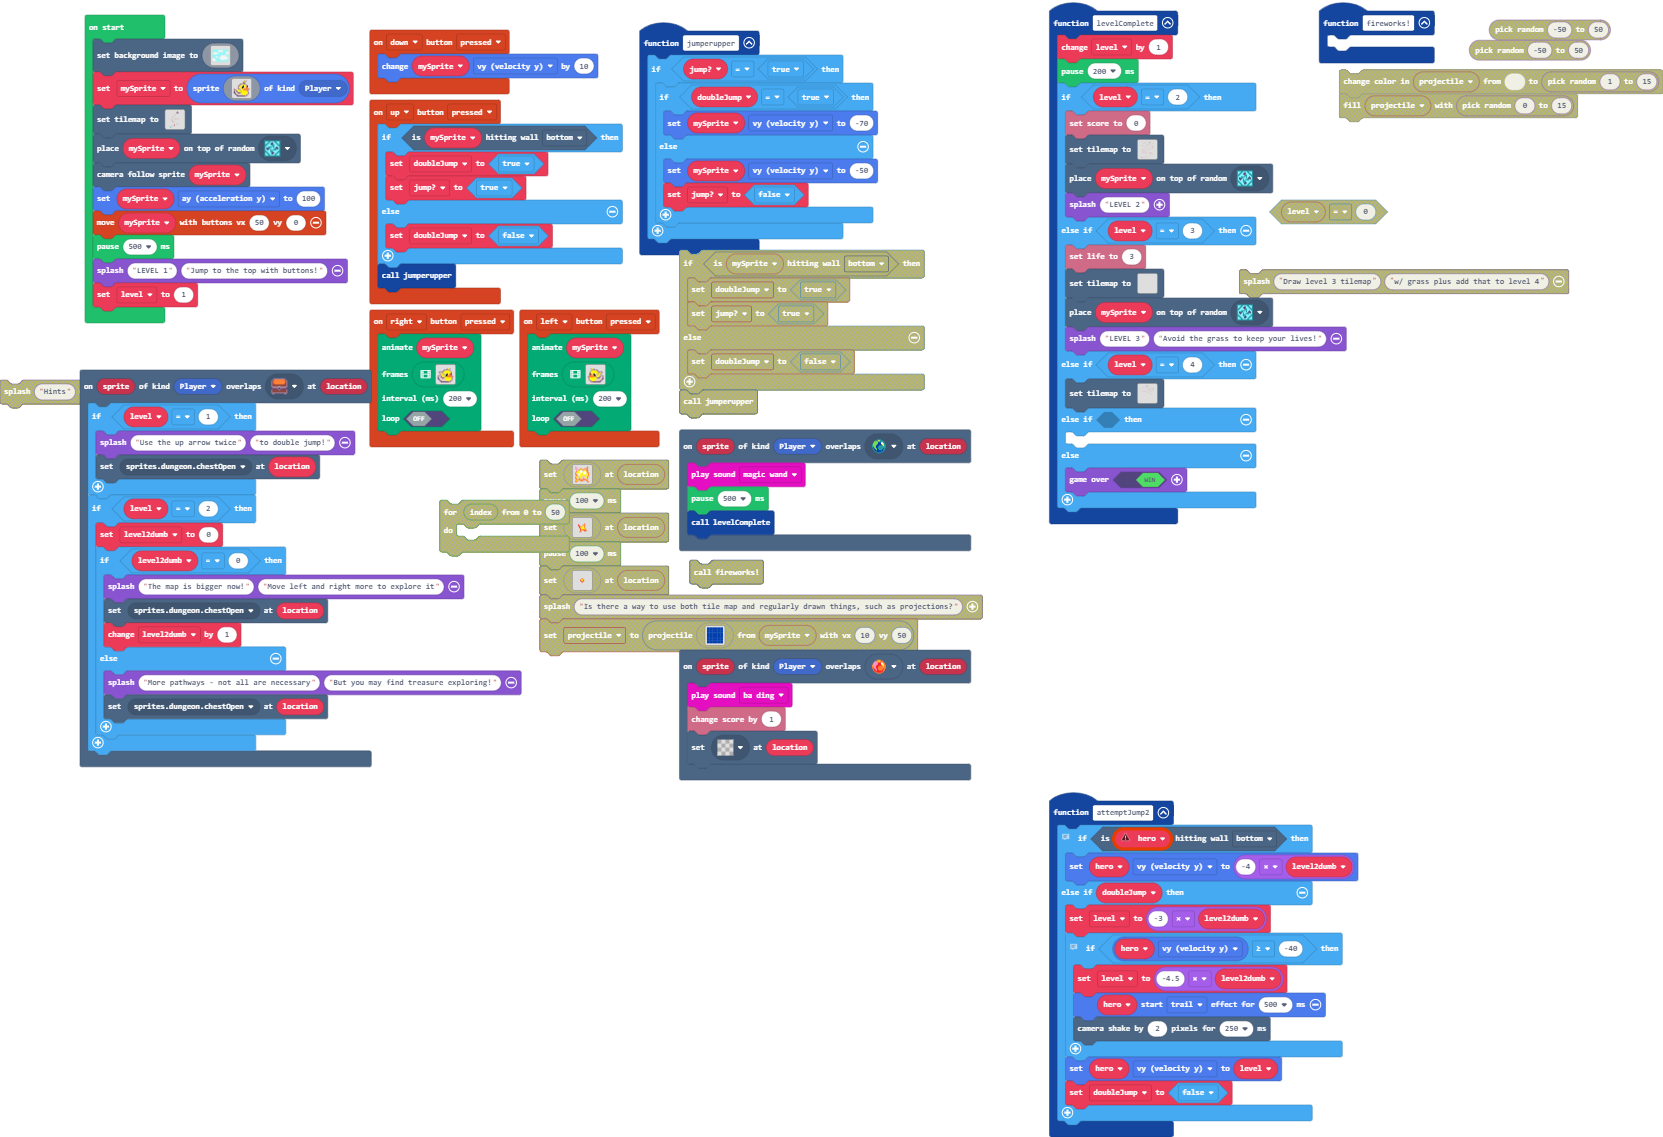 on start
set background image to
set mySprite to sprite of kind Player
set tilemap to
place mySprite on top of random
camera follow sprite mySprite
set mySprite ay (acceleration y) to 100
move mySprite with buttons vx 50 vy 0
pause 500 ms
splash "LEVEL 1" "Jump to the top with buttons!"
set level to 1
on down button pressed
change mySprite vy (velocity y) by 10
on up button pressed
if is mySprite hitting wall bottom then
set doubleJump to true
set jump? to true
else
set doubleJump to false
call jumperupper
on right button pressed
animate mySprite
frames
interval (ms) 200
loop OFF
on left button pressed
animate mySprite
frames
interval (ms) 200
loop OFF
function jumperupper
if jump? = true then
if doubleJump = true then
set mySprite vy (velocity y) to -70
else
set mySprite vy (velocity y) to -50
set jump? to false
if is mySprite hitting wall bottom then
set doubleJump to true
set jump? to true
else
set doubleJump to false
call jumperupper
splash "Hints"
on sprite of kind Player overlaps at location
if level = 1 then
splash "Use the up arrow twice" "to double jump!"
set sprites.dungeon.chestOpen at location
if level = 2 then
set level2dumb to 0
if level2dumb = 0 then
splash "The map is bigger now!" "Move left and right more to explore it"
set sprites.dungeon.chestOpen at location
change level2dumb by 1
else
splash "More pathways - not all are necessary" "But you may find treasure exploring!"
set sprites.dungeon.chestOpen at location
for index from 0 to 50
do
set at location
100 ms
set at location
pause 100 ms
set at location
splash "Is there a way to use both tile map and regularly drawn things, such as projections?"
set projectile to projectile from mySprite with vx 10 vy 50
on sprite of kind Player overlaps at location
play sound magic wand
pause 500 ms
call levelComplete
call fireworks!
on sprite of kind Player overlaps at location
play sound ba ding
change score by 1
set at location
function levelComplete
change level by 1
pause 200 ms
if level = 2 then
set score to 0
set tilemap to
place mySprite on top of random
splash "LEVEL 2"
else if level = 3 then
set life to 3
set tilemap to
place mySprite on top of random
splash "LEVEL 3" "Avoid the grass to keep your lives!"
else if level = 4 then
set tilemap to
else if then
else
game over WIN
function fireworks!
pick random -50 to 50
pick random -50 to 50
change color in projectile from to pick random 1 to 15
fill projectile with pick random 0 to 15
level = 0
splash "Draw level 3 tilemap" "w/ grass plus add that to level 4"
function attemptJump2
if is hero hitting wall bottom then
set hero vy (velocity y) to -4 × level2dumb
else if doubleJump then
set level to -3 × level2dumb
if hero vy (velocity y) ≥ -40 then
set level to -4.5 × level2dumb
hero start trail effect for 500 ms
camera shake by 2 pixels for 250 ms
set hero vy (velocity y) to level
set doubleJump to false